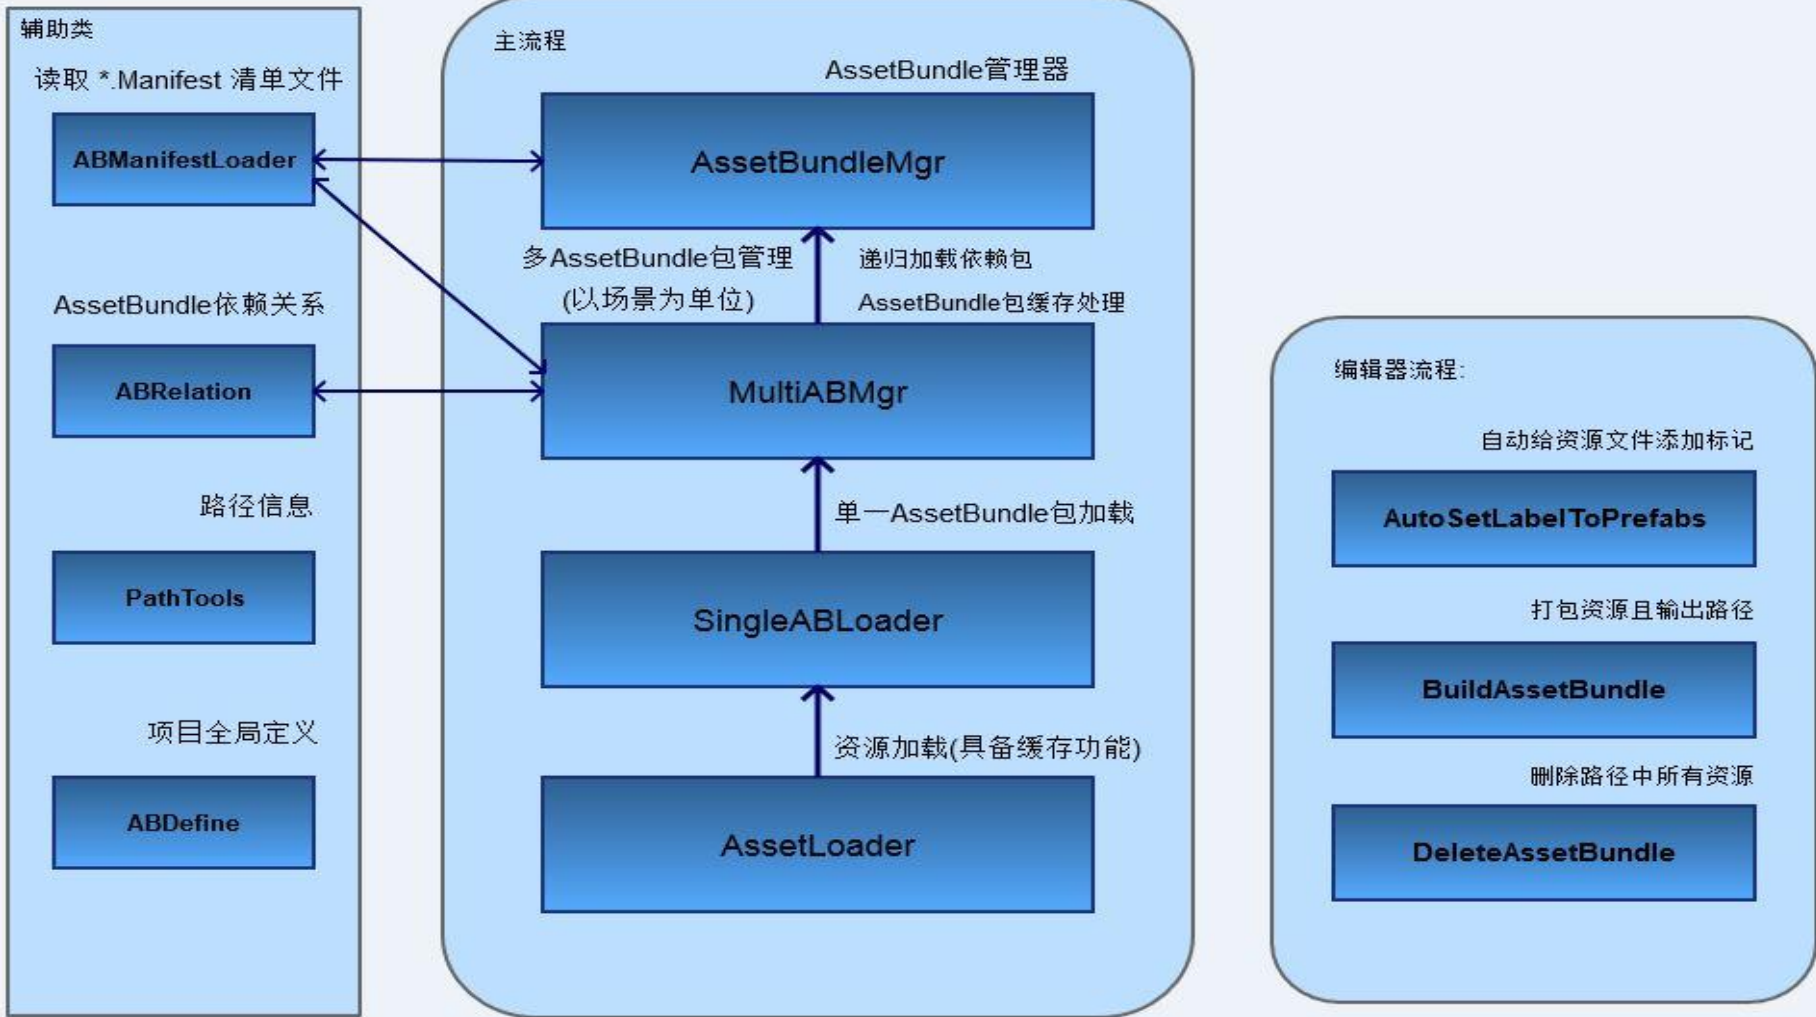 辅助类
读取 *.Manifest 清单文件
ABManifestLoader
AssetBundle依赖关系
ABRelation
路径信息
PathTools
项目全局定义
ABDefine
主流程
AssetBundle管理器
AssetBundleMgr
多AssetBundle包管理
(以场景为单位)
递归加载依赖包
AssetBundle包缓存处理
MultiABMgr
单一AssetBundle包加载
SingleABLoader
资源加载(具备缓存功能)
AssetLoader
编辑器流程:
自动给资源文件添加标记
AutoSetLabelToPrefabs
打包资源且输出路径
BuildAssetBundle
删除路径中所有资源
DeleteAssetBundle